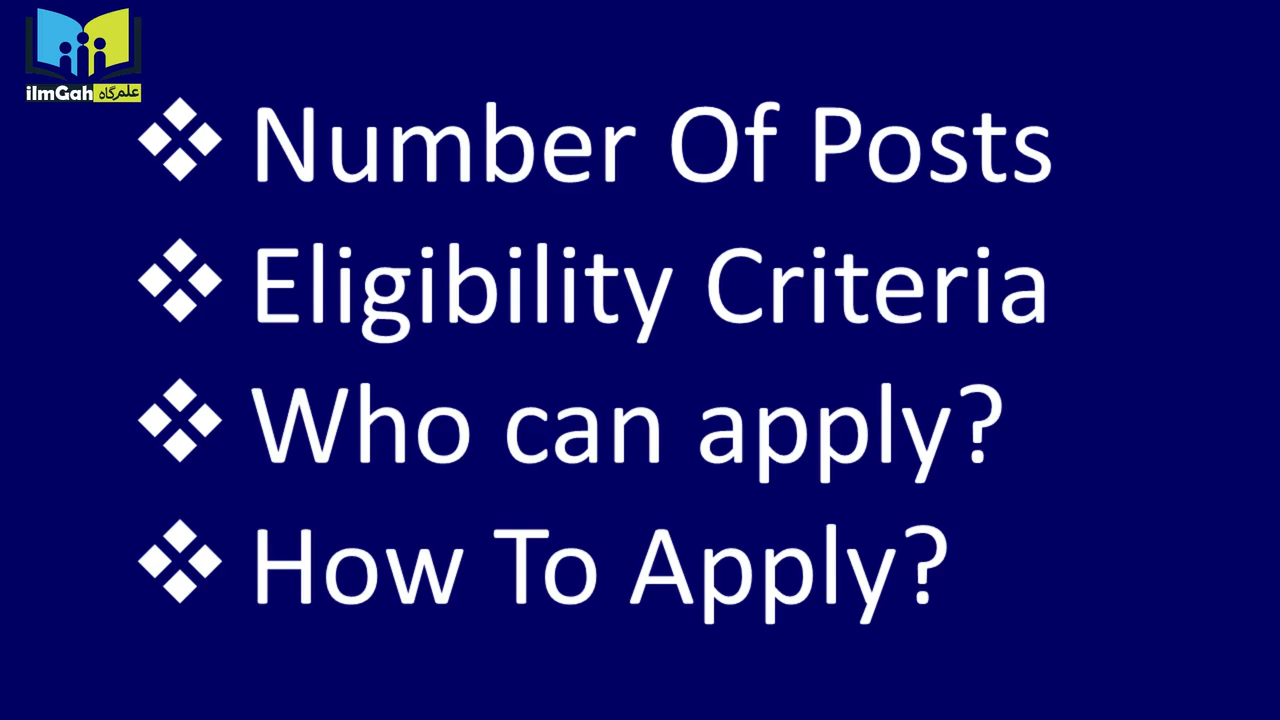 ilmGah علم گاہ
❖ Number Of Posts
❖ Eligibility Criteria
❖ Who can apply?
❖ How To Apply?